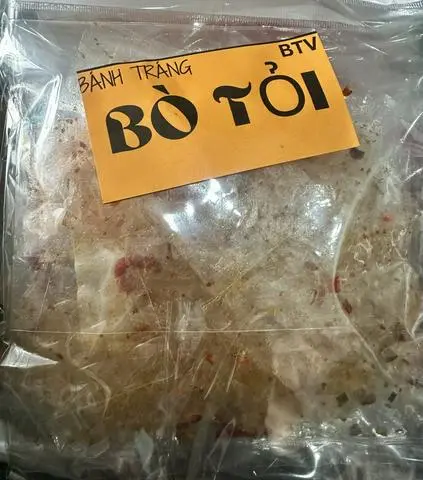 BTV
BÁNH TRÁNG
BÒ TỎI